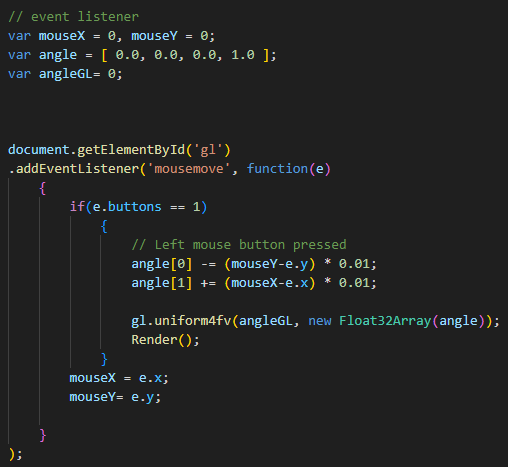 // event listener
var mouseX = 0, mouseY = 0;
var angle = [ 0.0, 0.0, 0.0, 1.0 ];
var angleGL= 0;
document.getElementById('gl')
.addEventListener('mousemove', function(e)
{
if(e.buttons == 1)
{
// Left mouse button pressed
angle[0] -= (mouseY-e.y) * 0.01;
angle[1] += (mouseX-e.x) * 0.01;
gl.uniform4fv(angleGL, new Float32Array(angle));
Render();
}
mouseX = e.x;
mouseY= e.y;
}
);